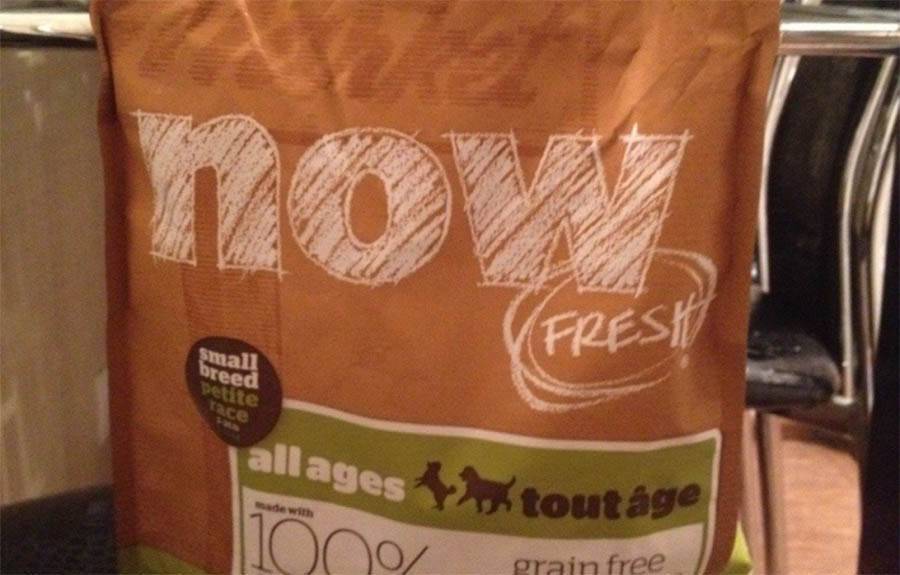 now
FRESH
small
breed
petite
race
all ages
tout âge
made with
100%
grain free